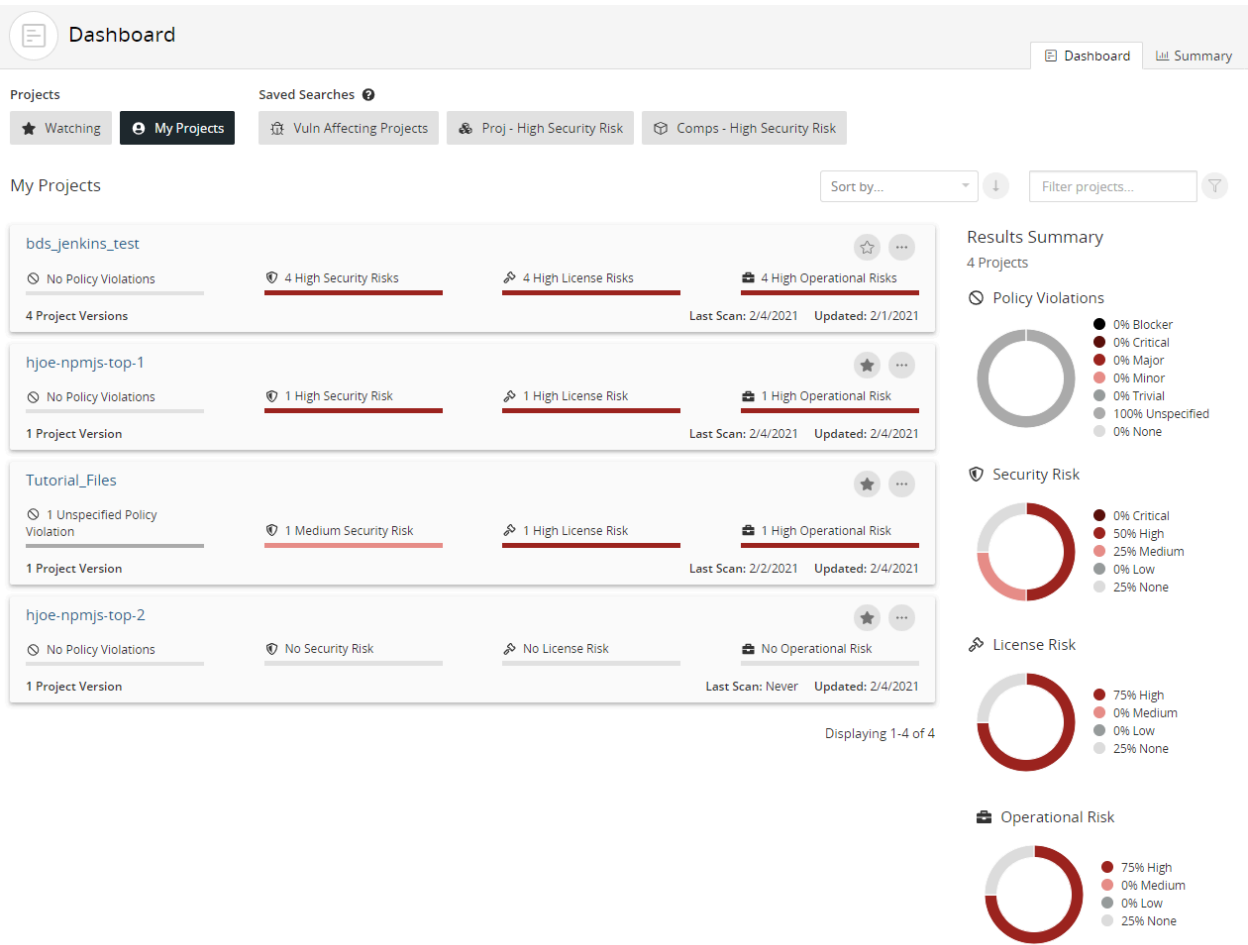 Dashboard
Dashboard
Summary
Projects
Saved Searches ?
Watching
My Projects
Vuln Affecting Projects
Proj - High Security Risk
Comps - High Security Risk
My Projects
Sort by...
Filter projects...
bds_jenkins_test
No Policy Violations
4 High Security Risks
4 High License Risks
4 High Operational Risks
4 Project Versions
Last Scan: 2/4/2021
Updated: 2/1/2021
hjoe-npmjs-top-1
No Policy Violations
1 High Security Risk
1 High License Risk
1 High Operational Risk
1 Project Version
Last Scan: 2/4/2021
Updated: 2/4/2021
Tutorial_Files
1 Unspecified Policy
Violation
1 Medium Security Risk
1 High License Risk
1 High Operational Risk
1 Project Version
Last Scan: 2/2/2021
Updated: 2/4/2021
hjoe-npmjs-top-2
No Policy Violations
No Security Risk
No License Risk
No Operational Risk
1 Project Version
Last Scan: Never
Updated: 2/4/2021
Displaying 1-4 of 4
Results Summary
4 Projects
Policy Violations
0% Blocker
0% Critical
0% Major
0% Minor
0% Trivial
100% Unspecified
0% None
Security Risk
0% Critical
50% High
25% Medium
0% Low
25% None
License Risk
75% High
0% Medium
0% Low
25% None
Operational Risk
75% High
0% Medium
0% Low
25% None